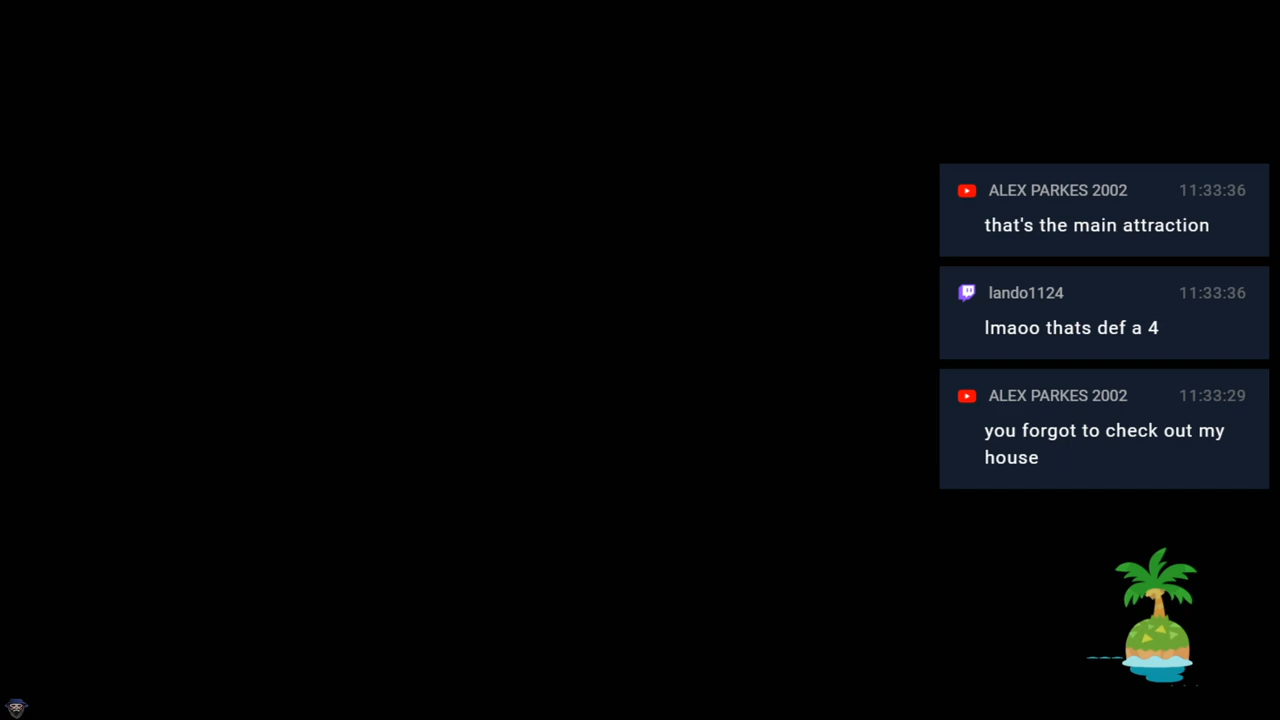 ALEX PARKES 2002 11:33:36
that's the main attraction
lando1124 11:33:36
lmaoo thats def a 4
ALEX PARKES 2002 11:33:29
you forgot to check out my
house